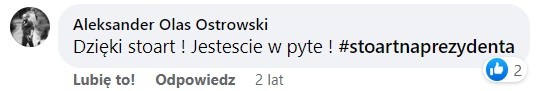 Aleksander Olas Ostrowski
Dzięki stoart ! Jestescie w pyte ! #stoartnaprezydenta
Lubię to! Odpowiedz 2 lat 2